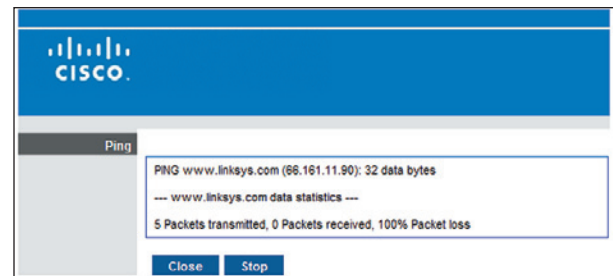 CISCO.
Ping
PING www.linksys.com (66.161.11.90): 32 data bytes
--- www.linksys.com data statistics ---
5 Packets transmitted, 0 Packets received, 100% Packet loss
Close Stop